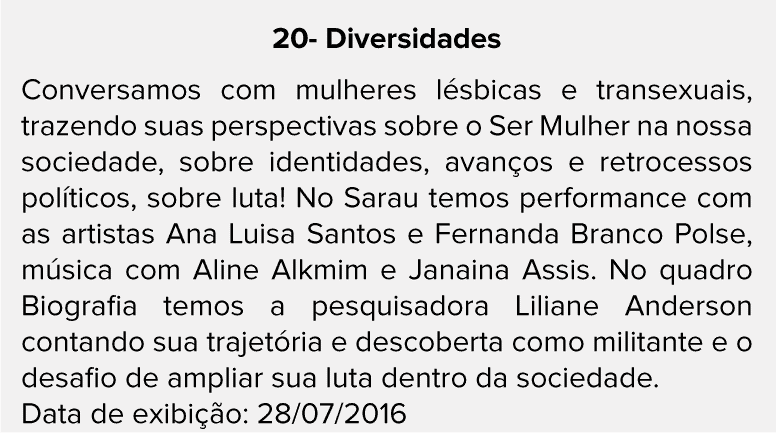 20- Diversidades
Conversamos com mulheres lésbicas e transexuais,
trazendo suas perspectivas sobre o Ser Mulher na nossa
sociedade, sobre identidades, avanços e retrocessos
políticos, sobre luta! No Sarau temos performance com
as artistas Ana Luisa Santos e Fernanda Branco Polse,
música com Aline Alkmim e Janaina Assis. No quadro
Biografia temos a pesquisadora Liliane Anderson
contando sua trajetória e descoberta como militante e o
desafio de ampliar sua luta dentro da sociedade.
Data de exibição: 28/07/2016